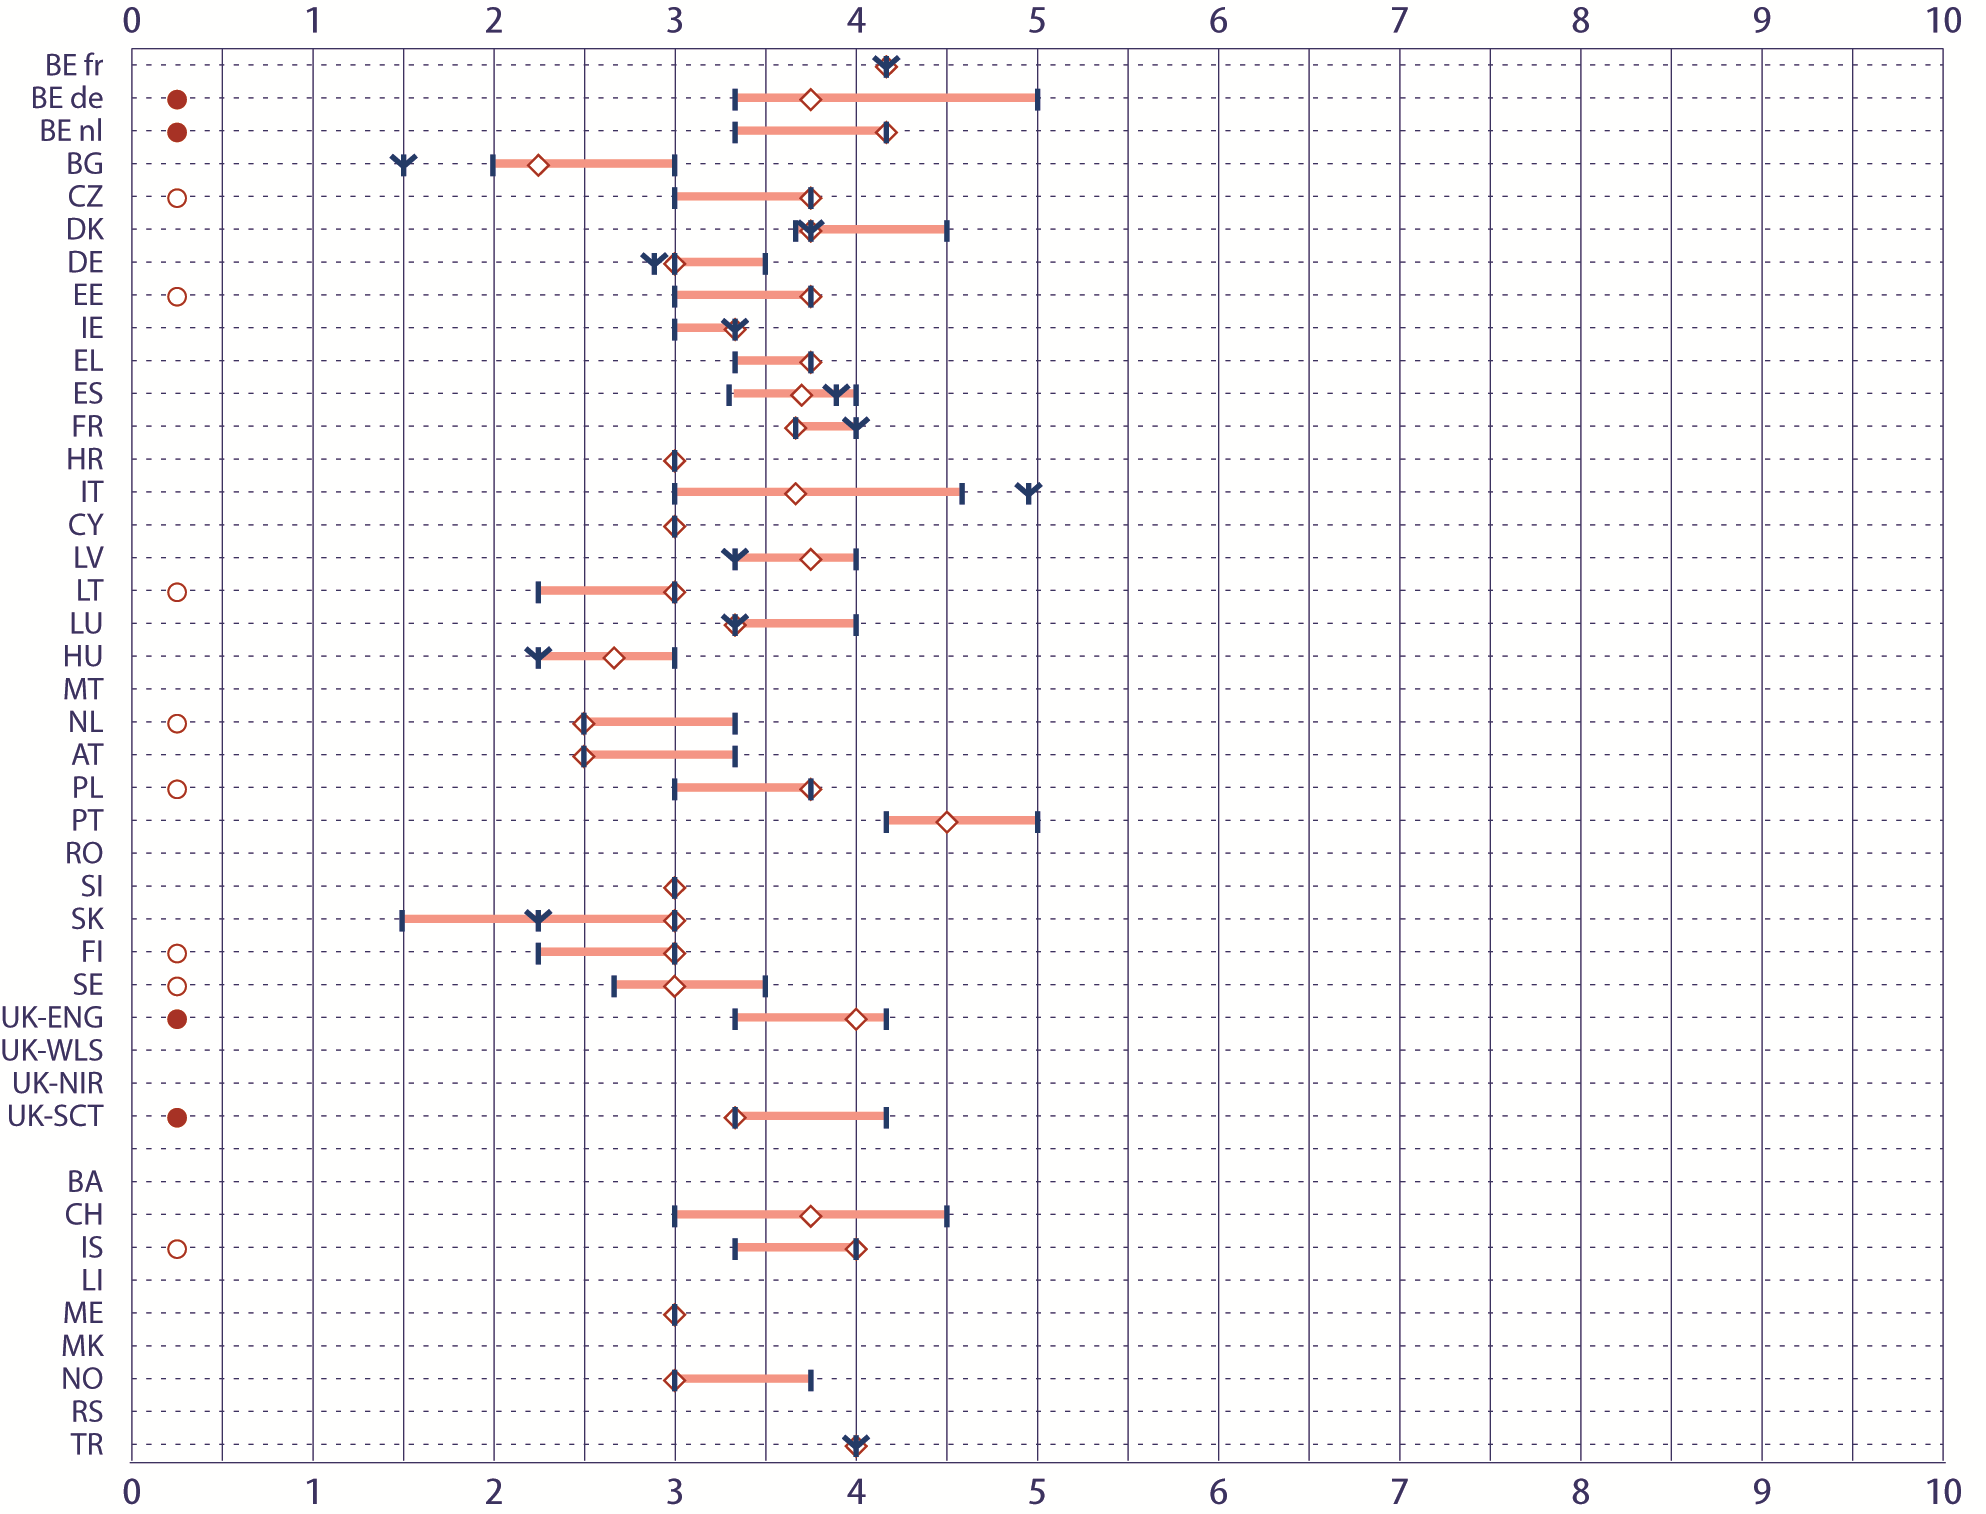 0 1 2 3 4 5 6 7 8 9 10
BE fr
BE de
BE nl
BG
CZ
DK
DE
EE
IE
EL
ES
FR
HR
IT
CY
LV
LT
LU
HU
MT
NL
AT
PL
PT
RO
SI
SK
FI
SE
UK-ENG
UK-WLS
UK-NIR
UK-SCT
BA
CH
IS
LI
ME
MK
NO
RS
TR
0 1 2 3 4 5 6 7 8 9 10